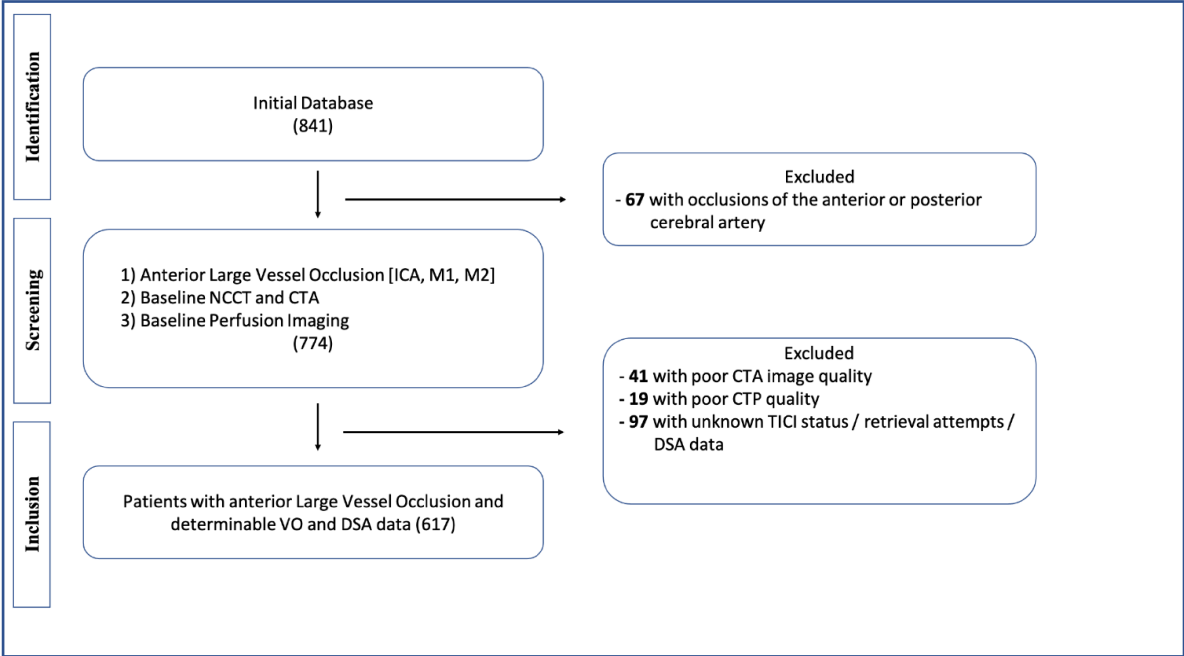 Identification
Initial Database
(841)
Excluded
- 67 with occlusions of the anterior or posterior
cerebral artery
Screening
1) Anterior Large Vessel Occlusion [ICA, M1, M2]
2) Baseline NCCT and CTA
3) Baseline Perfusion Imaging
(774)
Excluded
- 41 with poor CTA image quality
- 19 with poor CTP quality
- 97 with unknown TICI status / retrieval attempts /
DSA data
Inclusion
Patients with anterior Large Vessel Occlusion and
determinable VO and DSA data (617)